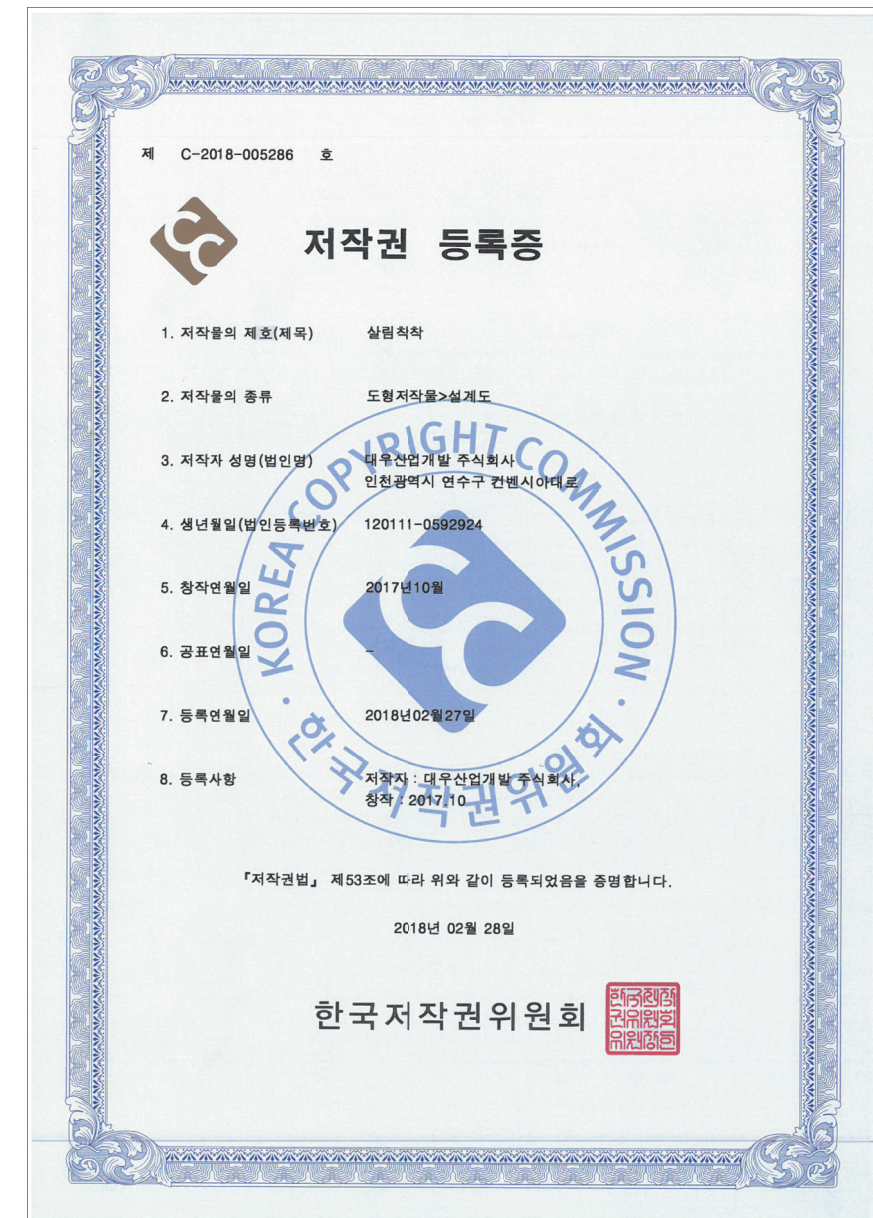 제 C-2018-005286 호
저작권 등록증
1. 저작물의 제호(제목) 살림척착
2. 저작물의 종류 도형저작물>설계도
3. 저작자 성명(법인명) 대우산업개발 주식회사
인천광역시 연수구 컨벤시아대로
4. 생년월일(법인등록번호) 120111-0592924
5. 창작연월일 2017년10월
6. 공표연월일 -
7. 등록연월일 2018년02월27일
8. 등록사항 저작자 : 대우산업개발 주식회사,
창작 : 2017.10
KOREA COPYRIGHT COMMISSION
한국저작권위원회
『저작권법』 제53조에 따라 위와 같이 등록되었음을 증명합니다.
2018년 02월 28일
한국저작권위원회